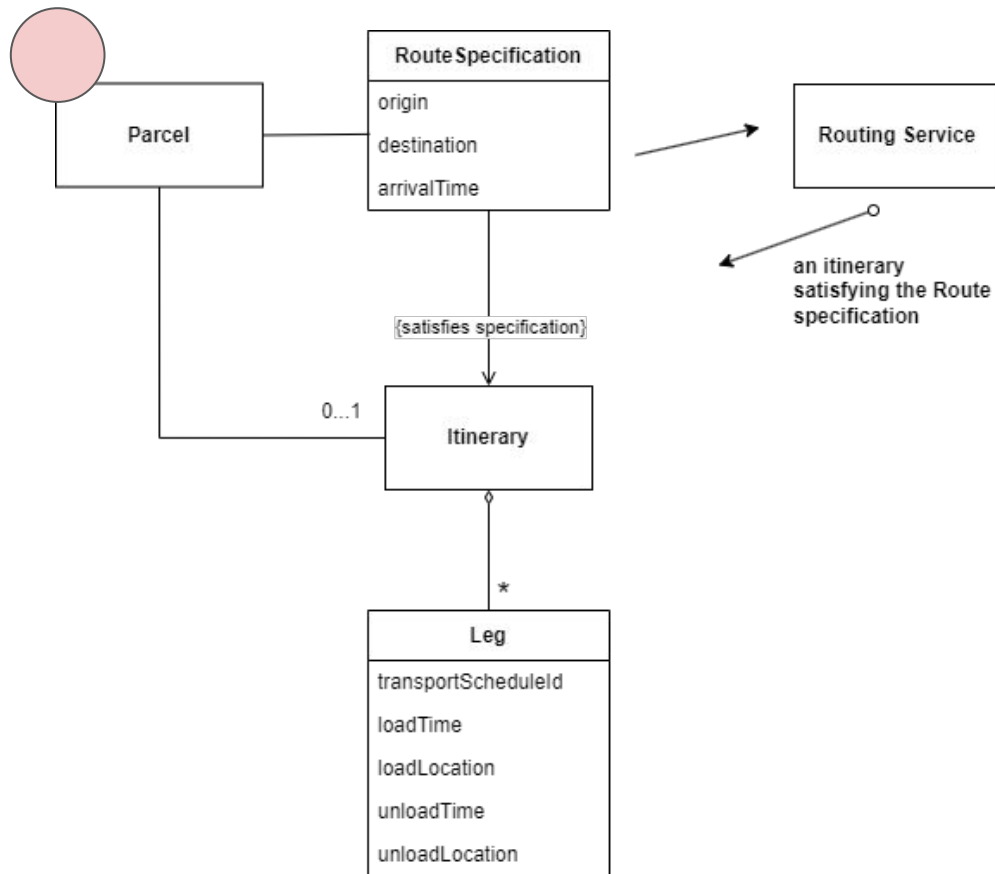 RouteSpecification
origin
destination
arrivalTime
Parcel
Routing Service
an itinerary
satisfying the Route
specification
{satisfies specification}
0...1
Itinerary
*
Leg
transportScheduleId
loadTime
loadLocation
unloadTime
unloadLocation